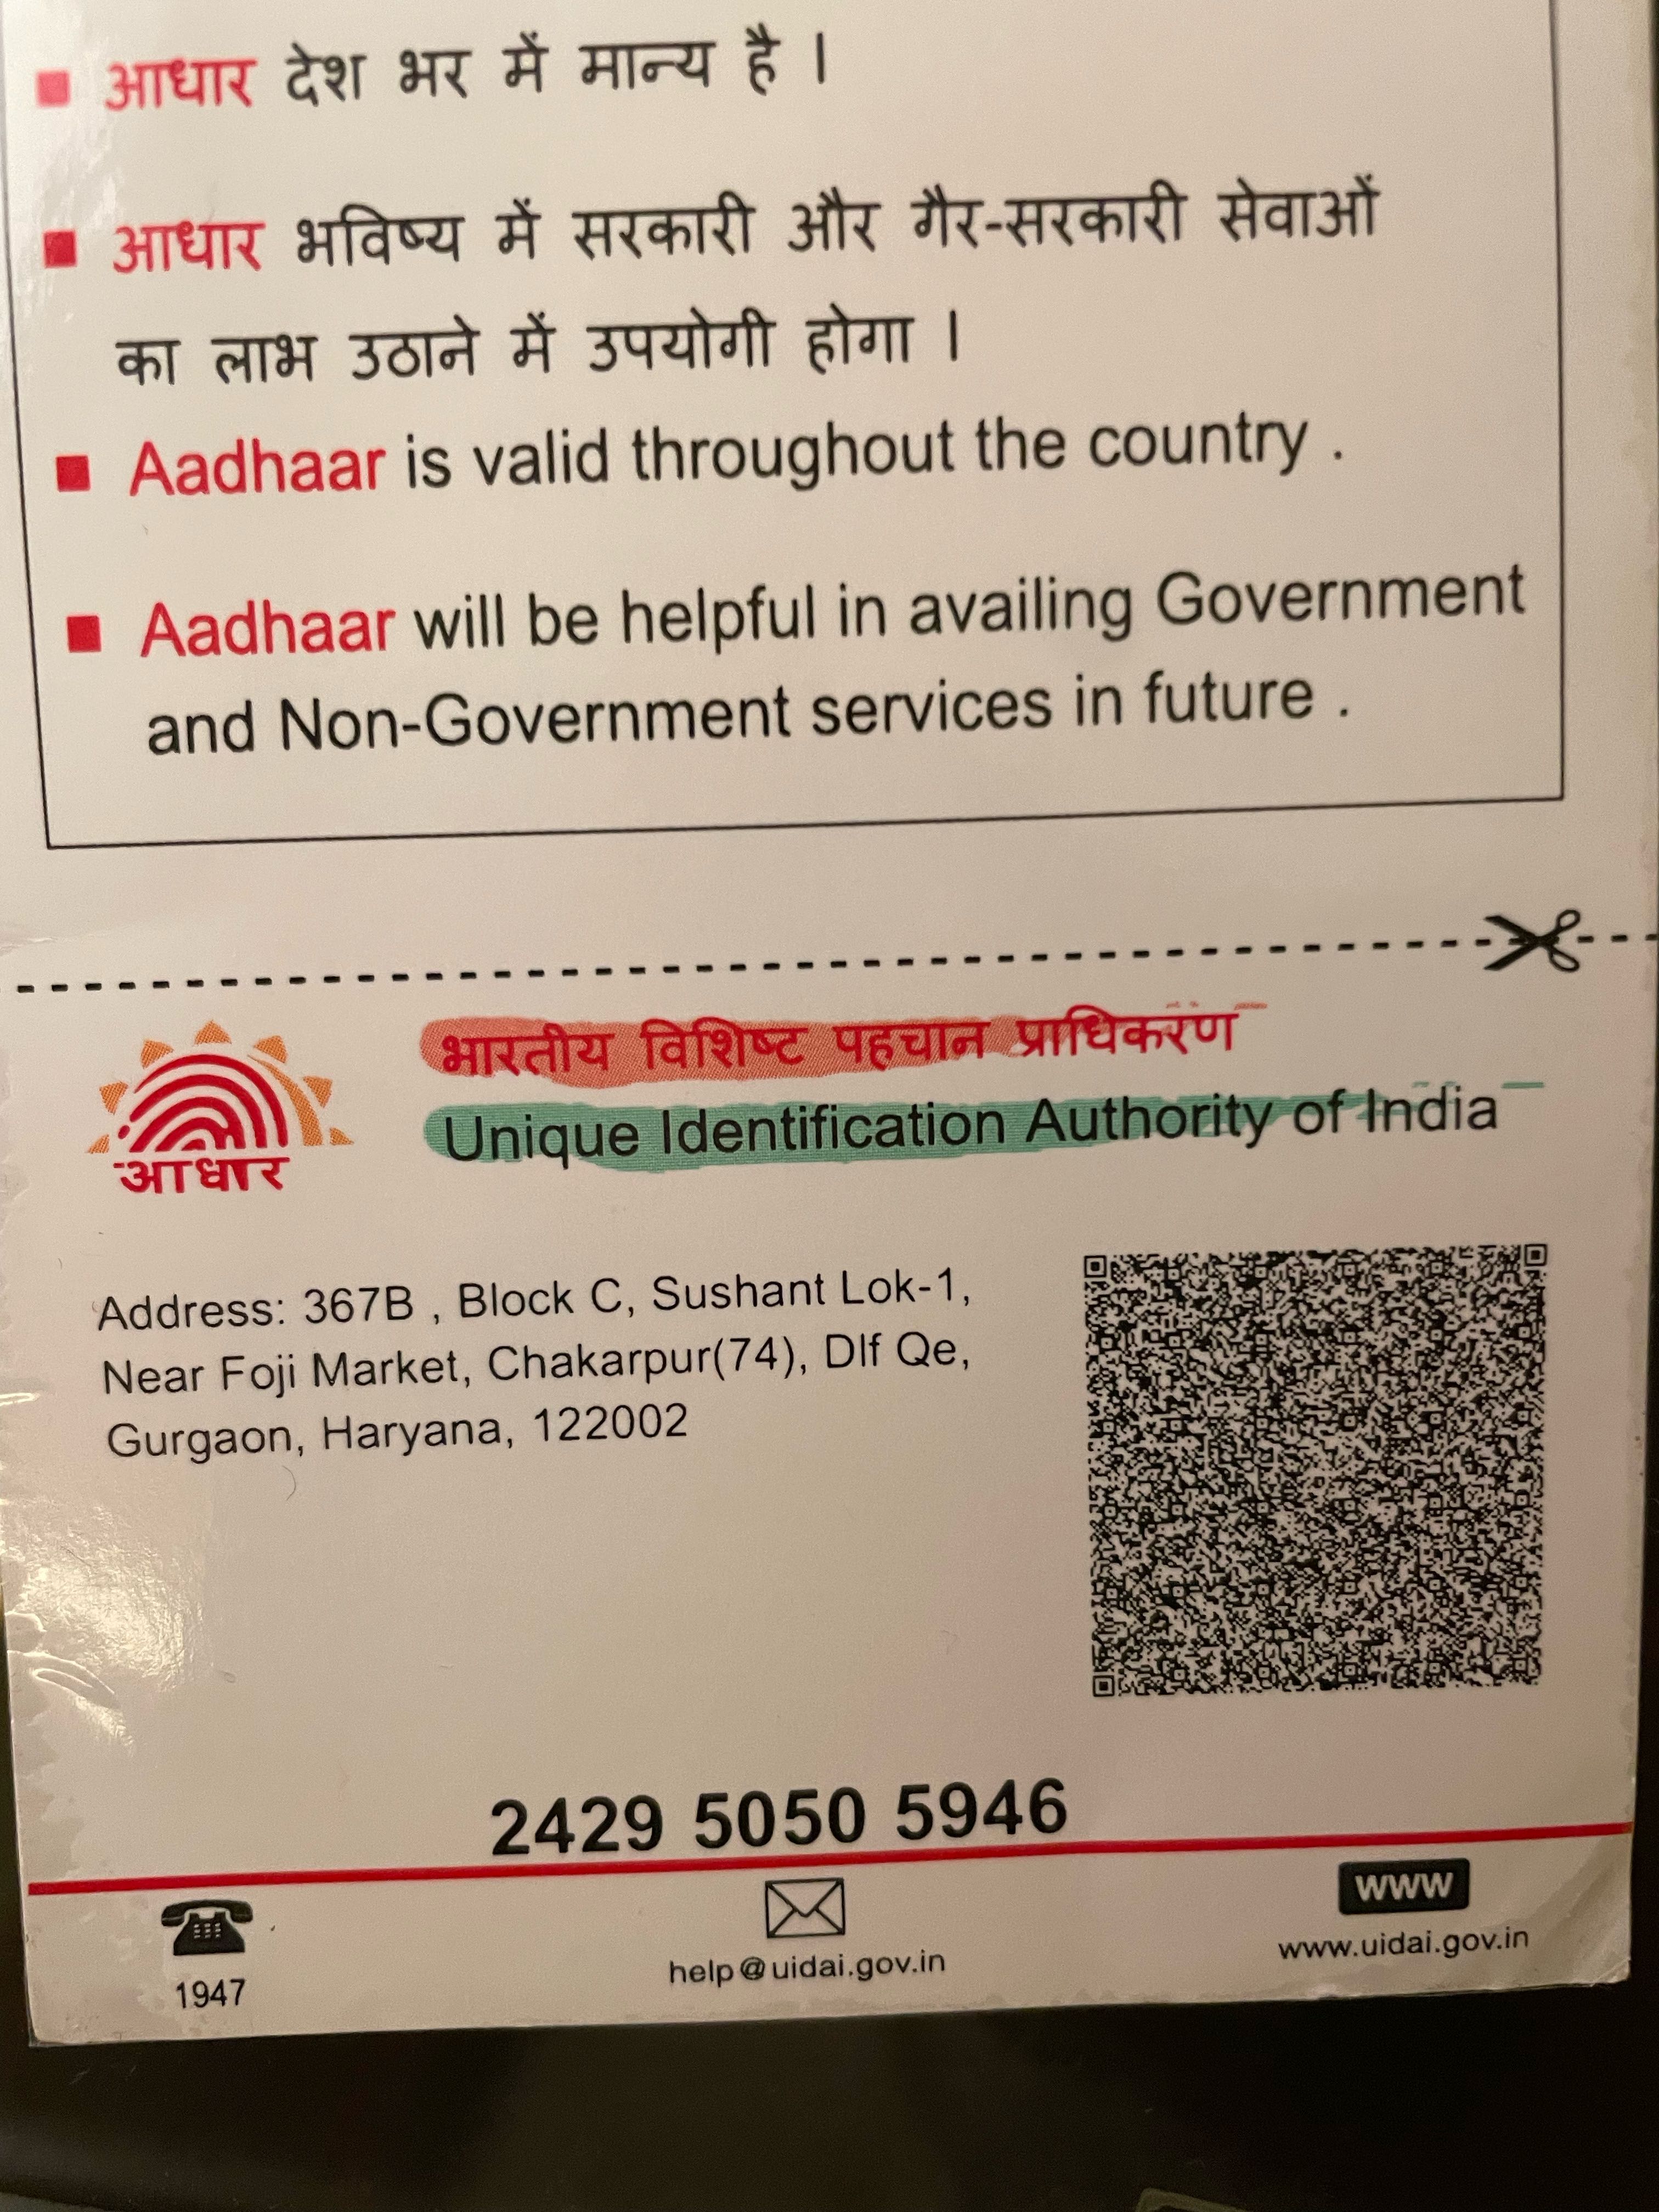 आधार देश भर में मान्य है ।
आधार भविष्य में सरकारी और गैर-सरकारी सेवाओं
का लाभ उठाने में उपयोगी होगा ।
Aadhaar is valid throughout the country .
Aadhaar will be helpful in availing Government
and Non-Government services in future .
भारतीय विशिष्ट पहचान प्राधिकरण
Unique Identification Authority of India
आधार
Address: 367B , Block C, Sushant Lok-1,
Near Foji Market, Chakarpur(74), Dlf Qe,
Gurgaon, Haryana, 122002
2429 5050 5946
1947
help@uidai.gov.in
www
www.uidai.gov.in